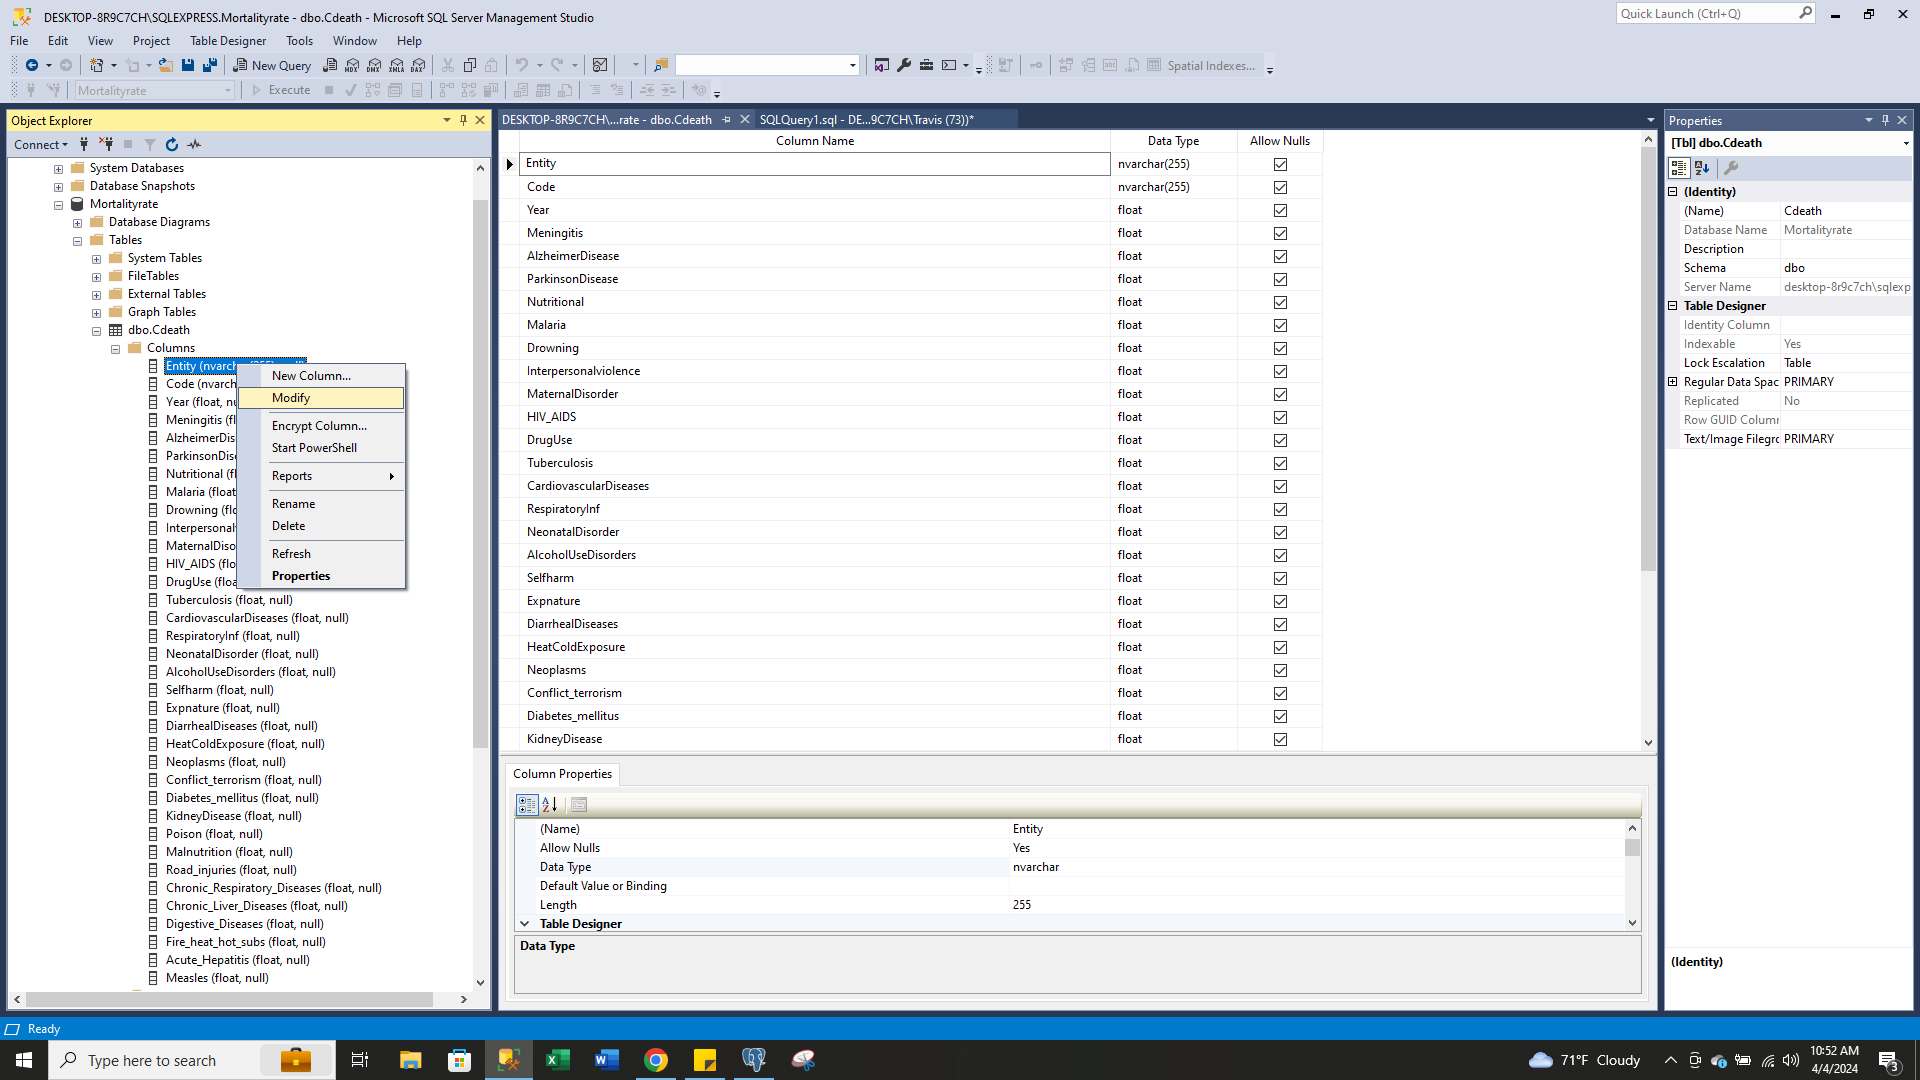 DESKTOP-8R9C7CH\SQLEXPRESS.Mortalityrate - dbo.Cdeath - Microsoft SQL Server Management Studio
Quick Launch (Ctrl+Q)
File Edit View Project Table Designer Tools Window Help
New Query MDX DMX XMLA DAX Spatial Indexes...
Mortalityrate Execute
Object Explorer
Connect
System Databases
Database Snapshots
Mortalityrate
Database Diagrams
Tables
System Tables
FileTables
External Tables
Graph Tables
dbo.Cdeath
Columns
Entity (nvarch
Code (nvarch
Year (float, nu
Meningitis (fl
AlzheimerDis
ParkinsonDise
Nutritional (fl
Malaria (float
Drowning (flo
Interpersonal
MaternalDiso
HIV_AIDS (floa
DrugUse (floa
Tuberculosis (float, null)
CardiovascularDiseases (float, null)
RespiratoryInf (float, null)
NeonatalDisorder (float, null)
AlcoholUseDisorders (float, null)
Selfharm (float, null)
Expnature (float, null)
DiarrhealDiseases (float, null)
HeatColdExposure (float, null)
Neoplasms (float, null)
Conflict_terrorism (float, null)
Diabetes_mellitus (float, null)
KidneyDisease (float, null)
Poison (float, null)
Malnutrition (float, null)
Road_injuries (float, null)
Chronic_Respiratory_Diseases (float, null)
Chronic_Liver_Diseases (float, null)
Digestive_Diseases (float, null)
Fire_heat_hot_subs (float, null)
Acute_Hepatitis (float, null)
Measles (float, null)
New Column...
Modify
Encrypt Column...
Start PowerShell
Reports
Rename
Delete
Refresh
Properties
DESKTOP-8R9C7CH\...rate - dbo.Cdeath SQLQuery1.sql - DE...9C7CH\Travis (73))*
Column Name Data Type Allow Nulls
Entity nvarchar(255)
Code nvarchar(255)
Year float
Meningitis float
AlzheimerDisease float
ParkinsonDisease float
Nutritional float
Malaria float
Drowning float
Interpersonalviolence float
MaternalDisorder float
HIV_AIDS float
DrugUse float
Tuberculosis float
CardiovascularDiseases float
RespiratoryInf float
NeonatalDisorder float
AlcoholUseDisorders float
Selfharm float
Expnature float
DiarrhealDiseases float
HeatColdExposure float
Neoplasms float
Conflict_terrorism float
Diabetes_mellitus float
KidneyDisease float
Column Properties
(Name) Entity
Allow Nulls Yes
Data Type nvarchar
Default Value or Binding
Length 255
Table Designer
Data Type
Properties
[Tbl] dbo.Cdeath
(Identity)
(Name) Cdeath
Database Name Mortalityrate
Description
Schema dbo
Server Name desktop-8r9c7ch\sqlexp
Table Designer
Identity Column
Indexable Yes
Lock Escalation Table
Regular Data Spac PRIMARY
Replicated No
Row GUID Column
Text/Image Filegro PRIMARY
(Identity)
Ready
Type here to search
71°F Cloudy
10:52 AM
4/4/2024
3